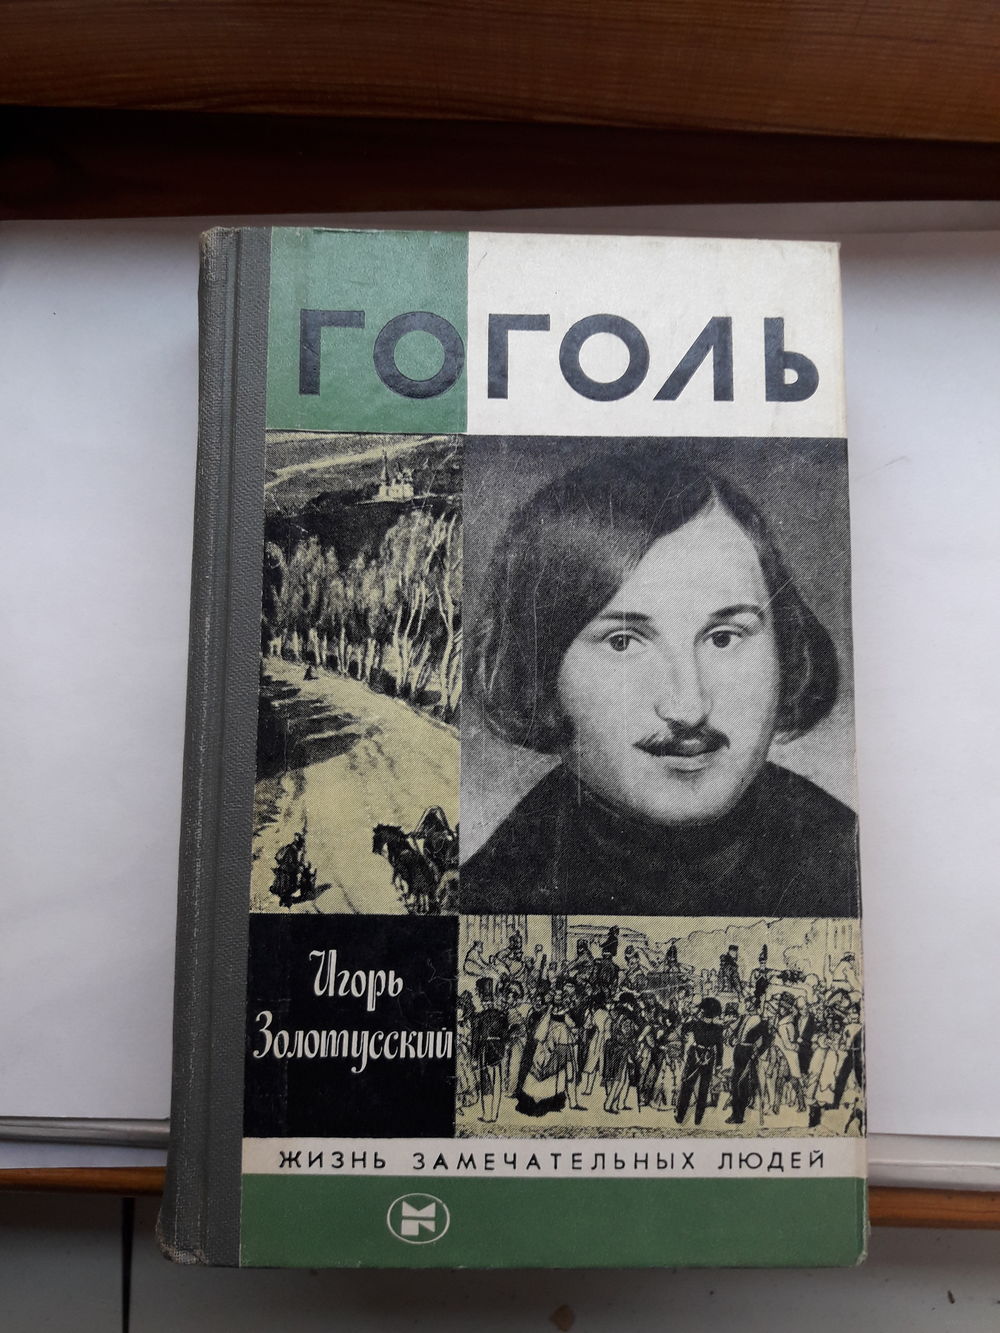 ГОГОЛЬ
Игорь
Золотусский
ЖИЗНЬ ЗАМЕЧАТЕЛЬНЫХ ЛЮДЕЙ